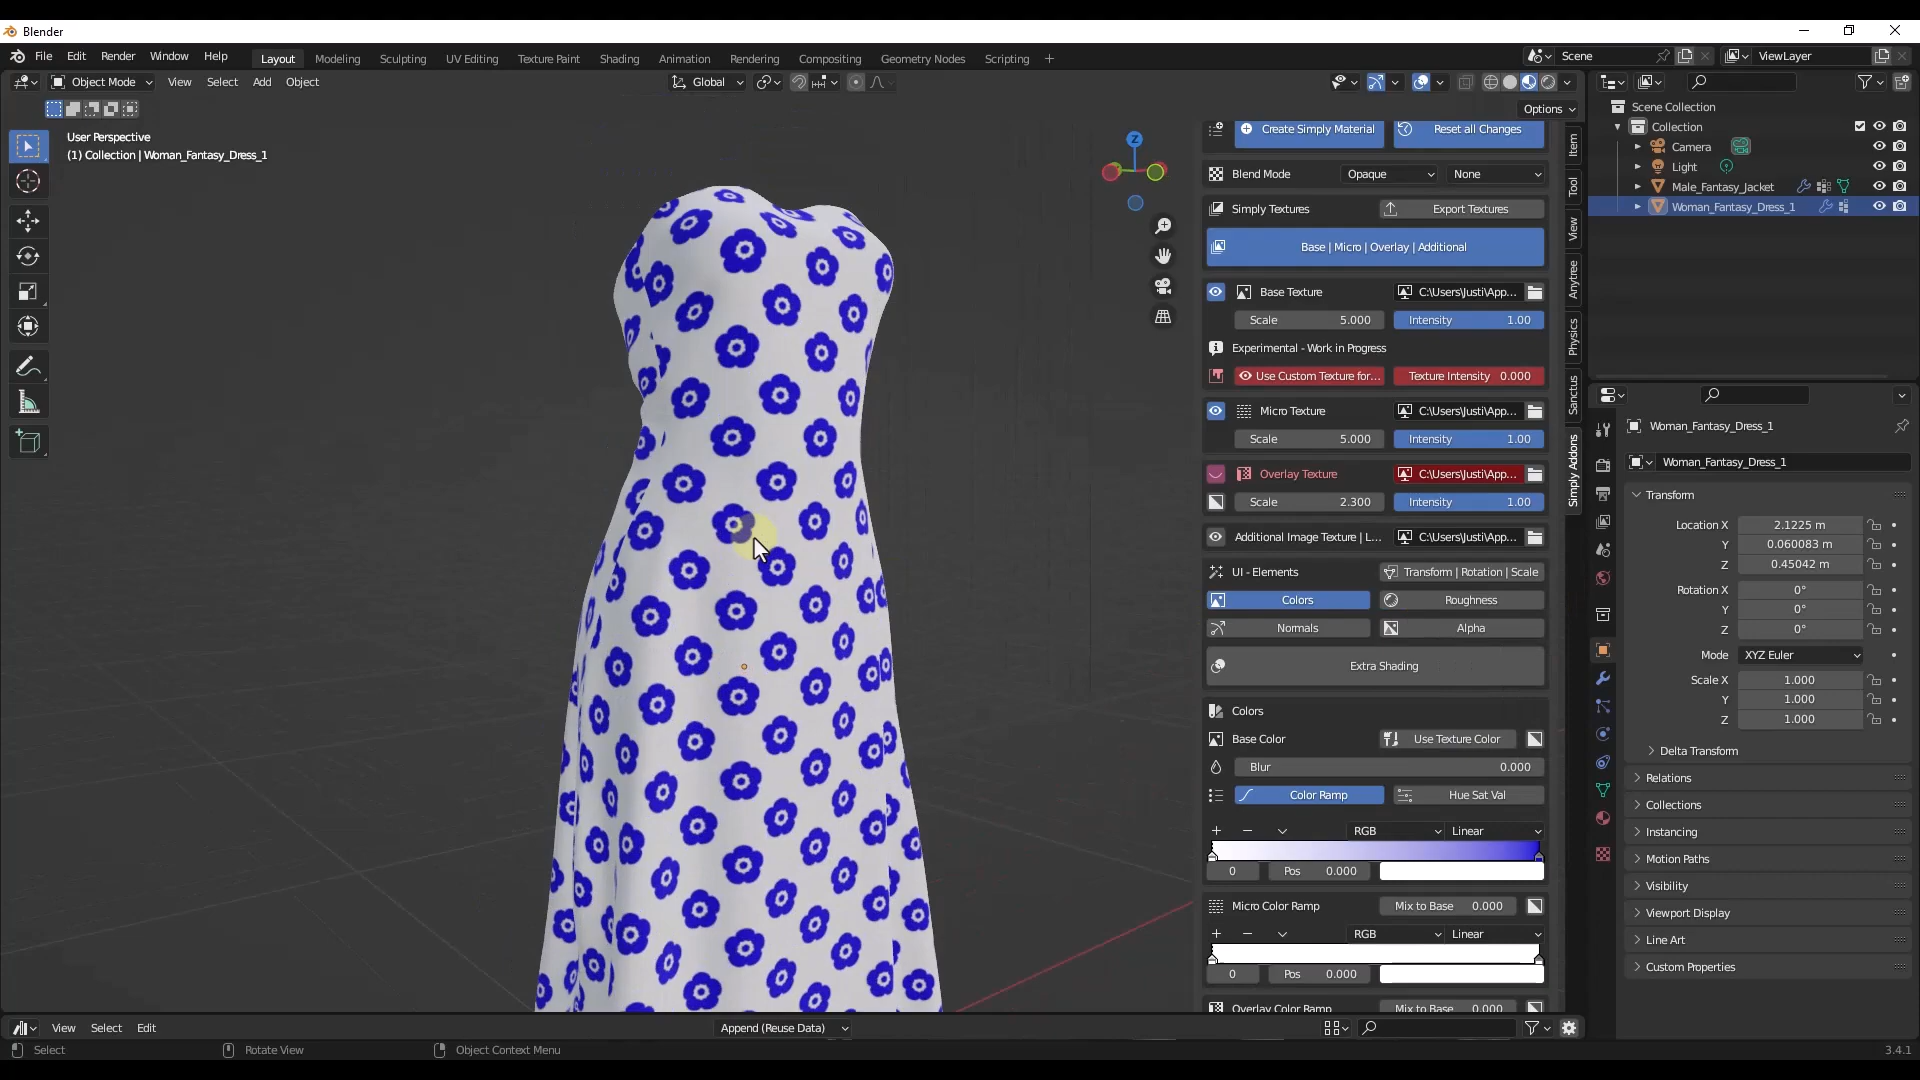 Blender
File Edit Render Window Help
Layout Modeling Sculpting UV Editing Texture Paint Shading Animation Rendering Compositing Geometry Nodes Scripting +
Scene
ViewLayer
Object Mode View Select Add Object
Global
Options
User Perspective
(1) Collection | Woman_Fantasy_Dress_1
Z
Create Simply Material Reset all Changes
Blend Mode Opaque None
Simply Textures Export Textures
Base | Micro | Overlay | Additional
Base Texture C:\Users\Justi\App...
Scale 5.000 Intensity 1.00
Experimental - Work in Progress
Use Custom Texture for... Texture Intensity 0.000
Micro Texture C:\Users\Justi\App...
Scale 5.000 Intensity 1.00
Overlay Texture C:\Users\Justi\App...
Scale 2.300 Intensity 1.00
Additional Image Texture | L... C:\Users\Justi\App...
UI - Elements Transform | Rotation | Scale
Colors Roughness
Normals Alpha
Extra Shading
Colors
Base Color Use Texture Color
Blur 0.000
Color Ramp Hue Sat Val
RGB Linear
0 Pos 0.000
Micro Color Ramp Mix to Base 0.000
RGB Linear
0 Pos 0.000
Overlay Color Ramp Mix to Base 0.000
Item
Tool
View
Anytree
Physics
Sanctus
Simply Addons
Scene Collection
Collection
Camera
Light
Male_Fantasy_Jacket
Woman_Fantasy_Dress_1
Woman_Fantasy_Dress_1
Woman_Fantasy_Dress_1
Transform
Location X 2.1225 m
Y 0.060083 m
Z 0.45042 m
Rotation X 0°
Y 0°
Z 0°
Mode XYZ Euler
Scale X 1.000
Y 1.000
Z 1.000
Delta Transform
Relations
Collections
Instancing
Motion Paths
Visibility
Viewport Display
Line Art
Custom Properties
View Select Edit
Append (Reuse Data)
Select
Rotate View
Object Context Menu
3.4.1